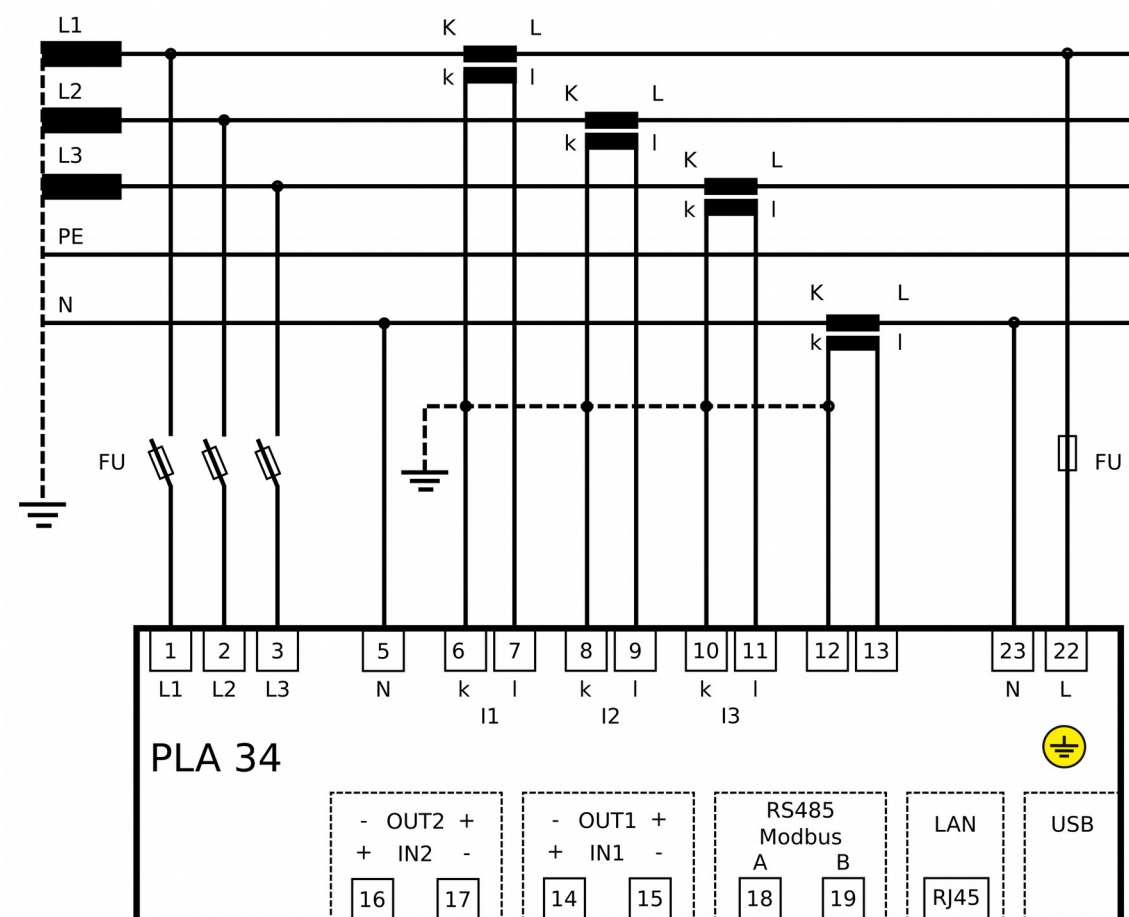 L1
K L
k l
L2
K L
k l
L3
K L
k l
PE
N
K L
k l
FU
FU
1 2 3 5 6 7 8 9 10 11 12 13 23 22
L1 L2 L3 N k l k l k l N L
I1 I2 I3
PLA 34
- OUT2 +
+ IN2 -
16 17
- OUT1 +
+ IN1 -
14 15
RS485
Modbus
A B
18 19
LAN
RJ45
USB